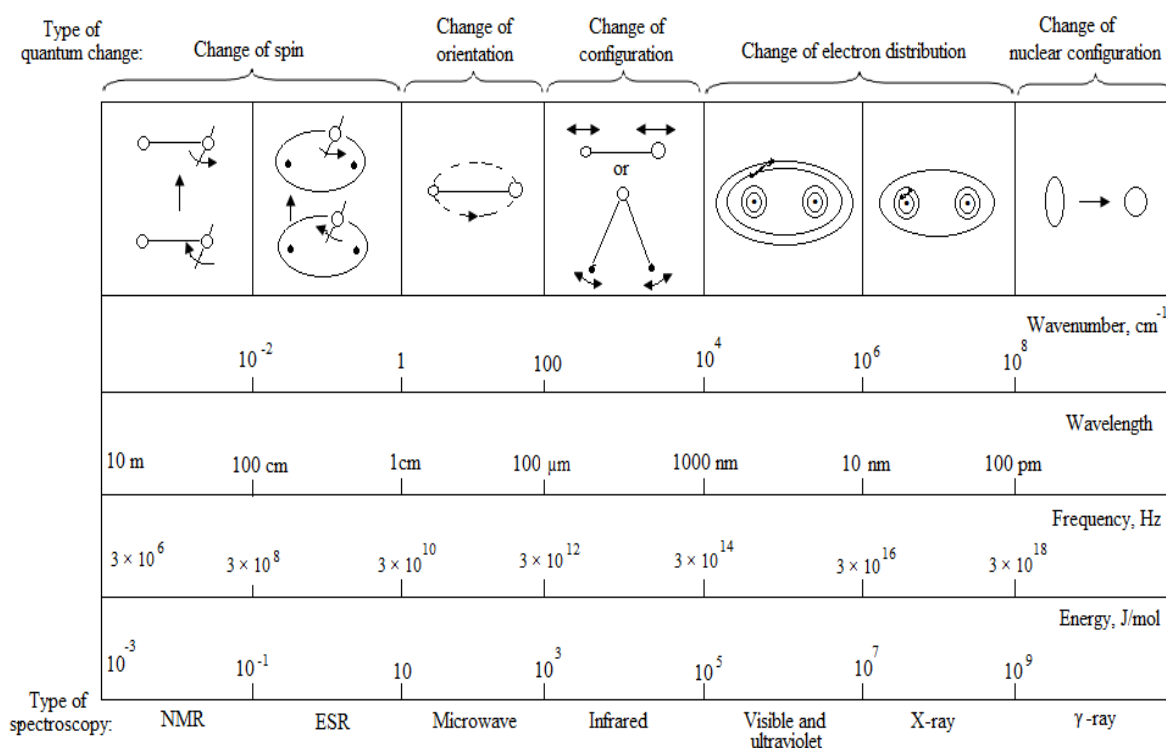 Type of
quantum change:
Change of spin
Change of
orientation
Change of
configuration
Change of electron distribution
Change of
nuclear configuration
or
Wavenumber, cm⁻¹
10⁻² 1 100 10⁴ 10⁶ 10⁸
Wavelength
10 m 100 cm 1cm 100 µm 1000 nm 10 nm 100 pm
Frequency, Hz
3 × 10⁶ 3 × 10⁸ 3 × 10¹⁰ 3 × 10¹² 3 × 10¹⁴ 3 × 10¹⁶ 3 × 10¹⁸
Energy, J/mol
10⁻³ 10⁻¹ 10 10³ 10⁵ 10⁷ 10⁹
Type of
spectroscopy:
NMR ESR Microwave Infrared Visible and
ultraviolet
X-ray γ-ray